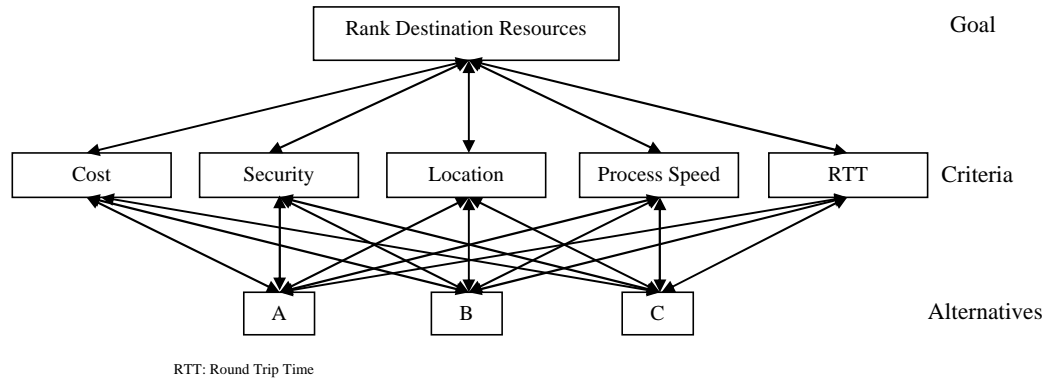 Rank Destination Resources
Goal
Cost
Security
Location
Process Speed
RTT
Criteria
A
B
C
Alternatives
RTT: Round Trip Time